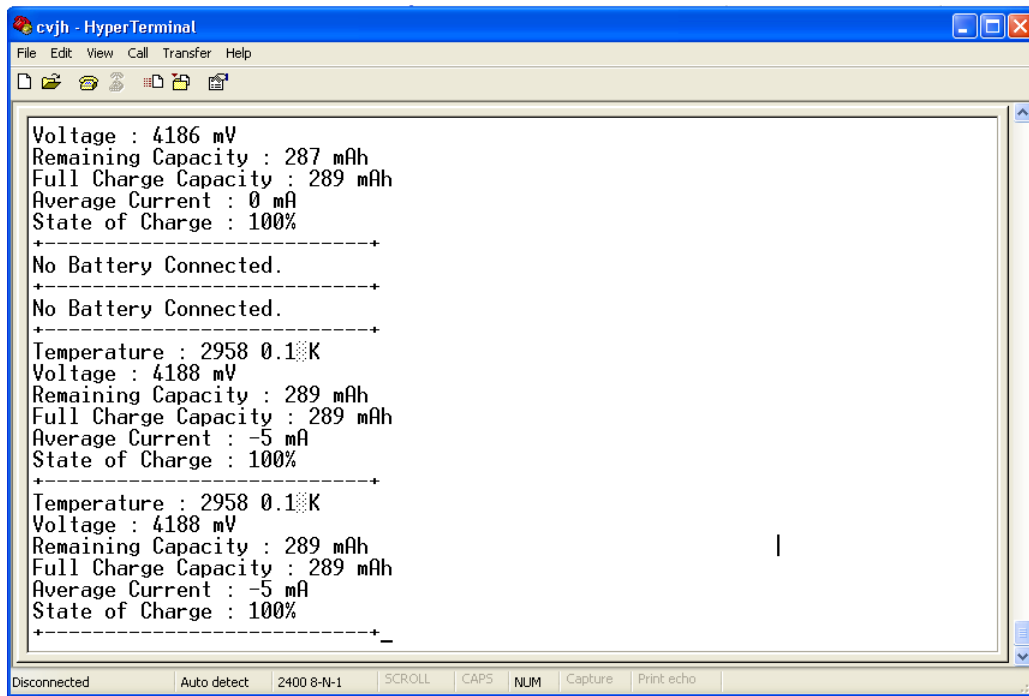 cvjh - HyperTerminal
File Edit View Call Transfer Help
Voltage : 4186 mV
Remaining Capacity : 287 mAh
Full Charge Capacity : 289 mAh
Average Current : 0 mA
State of Charge : 100%
+---------------------------+
No Battery Connected.
+---------------------------+
No Battery Connected.
+---------------------------+
Temperature : 2958 0.1░K
Voltage : 4188 mV
Remaining Capacity : 289 mAh
Full Charge Capacity : 289 mAh
Average Current : -5 mA
State of Charge : 100%
+---------------------------+
Temperature : 2958 0.1░K
Voltage : 4188 mV
Remaining Capacity : 289 mAh
Full Charge Capacity : 289 mAh
Average Current : -5 mA
State of Charge : 100%
+---------------------------+_
Disconnected Auto detect 2400 8-N-1 SCROLL CAPS NUM Capture Print echo